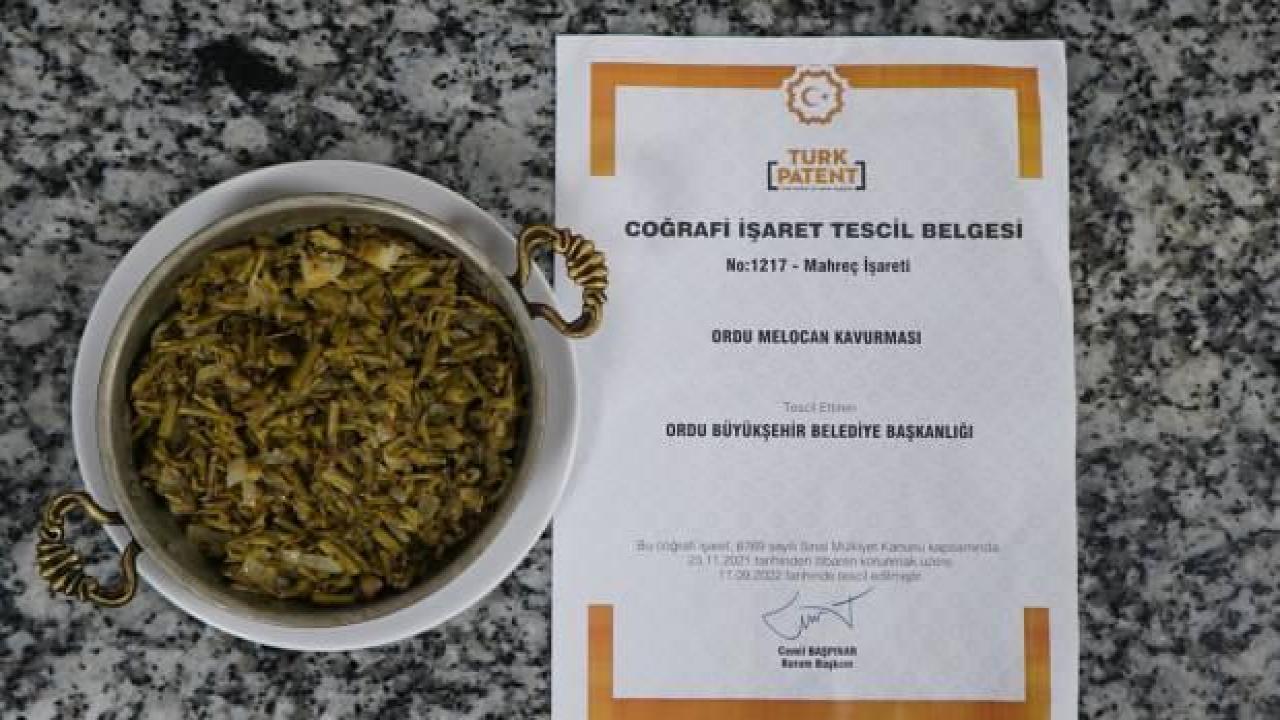 TURK
PATENT
COĞRAFİ İŞARET TESCİL BELGESİ
No:1217 - Mahreç İşareti
ORDU MELOCAN KAVURMASI
Tescil Ettiren
ORDU BÜYÜKŞEHİR BELEDİYE BAŞKANLIĞI
Bu coğrafi işaret, 6769 sayılı Sınai Mülkiyet Kanunu kapsamında
23.11.2021 tarihinden itibaren korunmak üzere
17.09.2022 tarihinde tescil edilmiştir.
Cemil BAŞPINAR
Kurum Başkanı